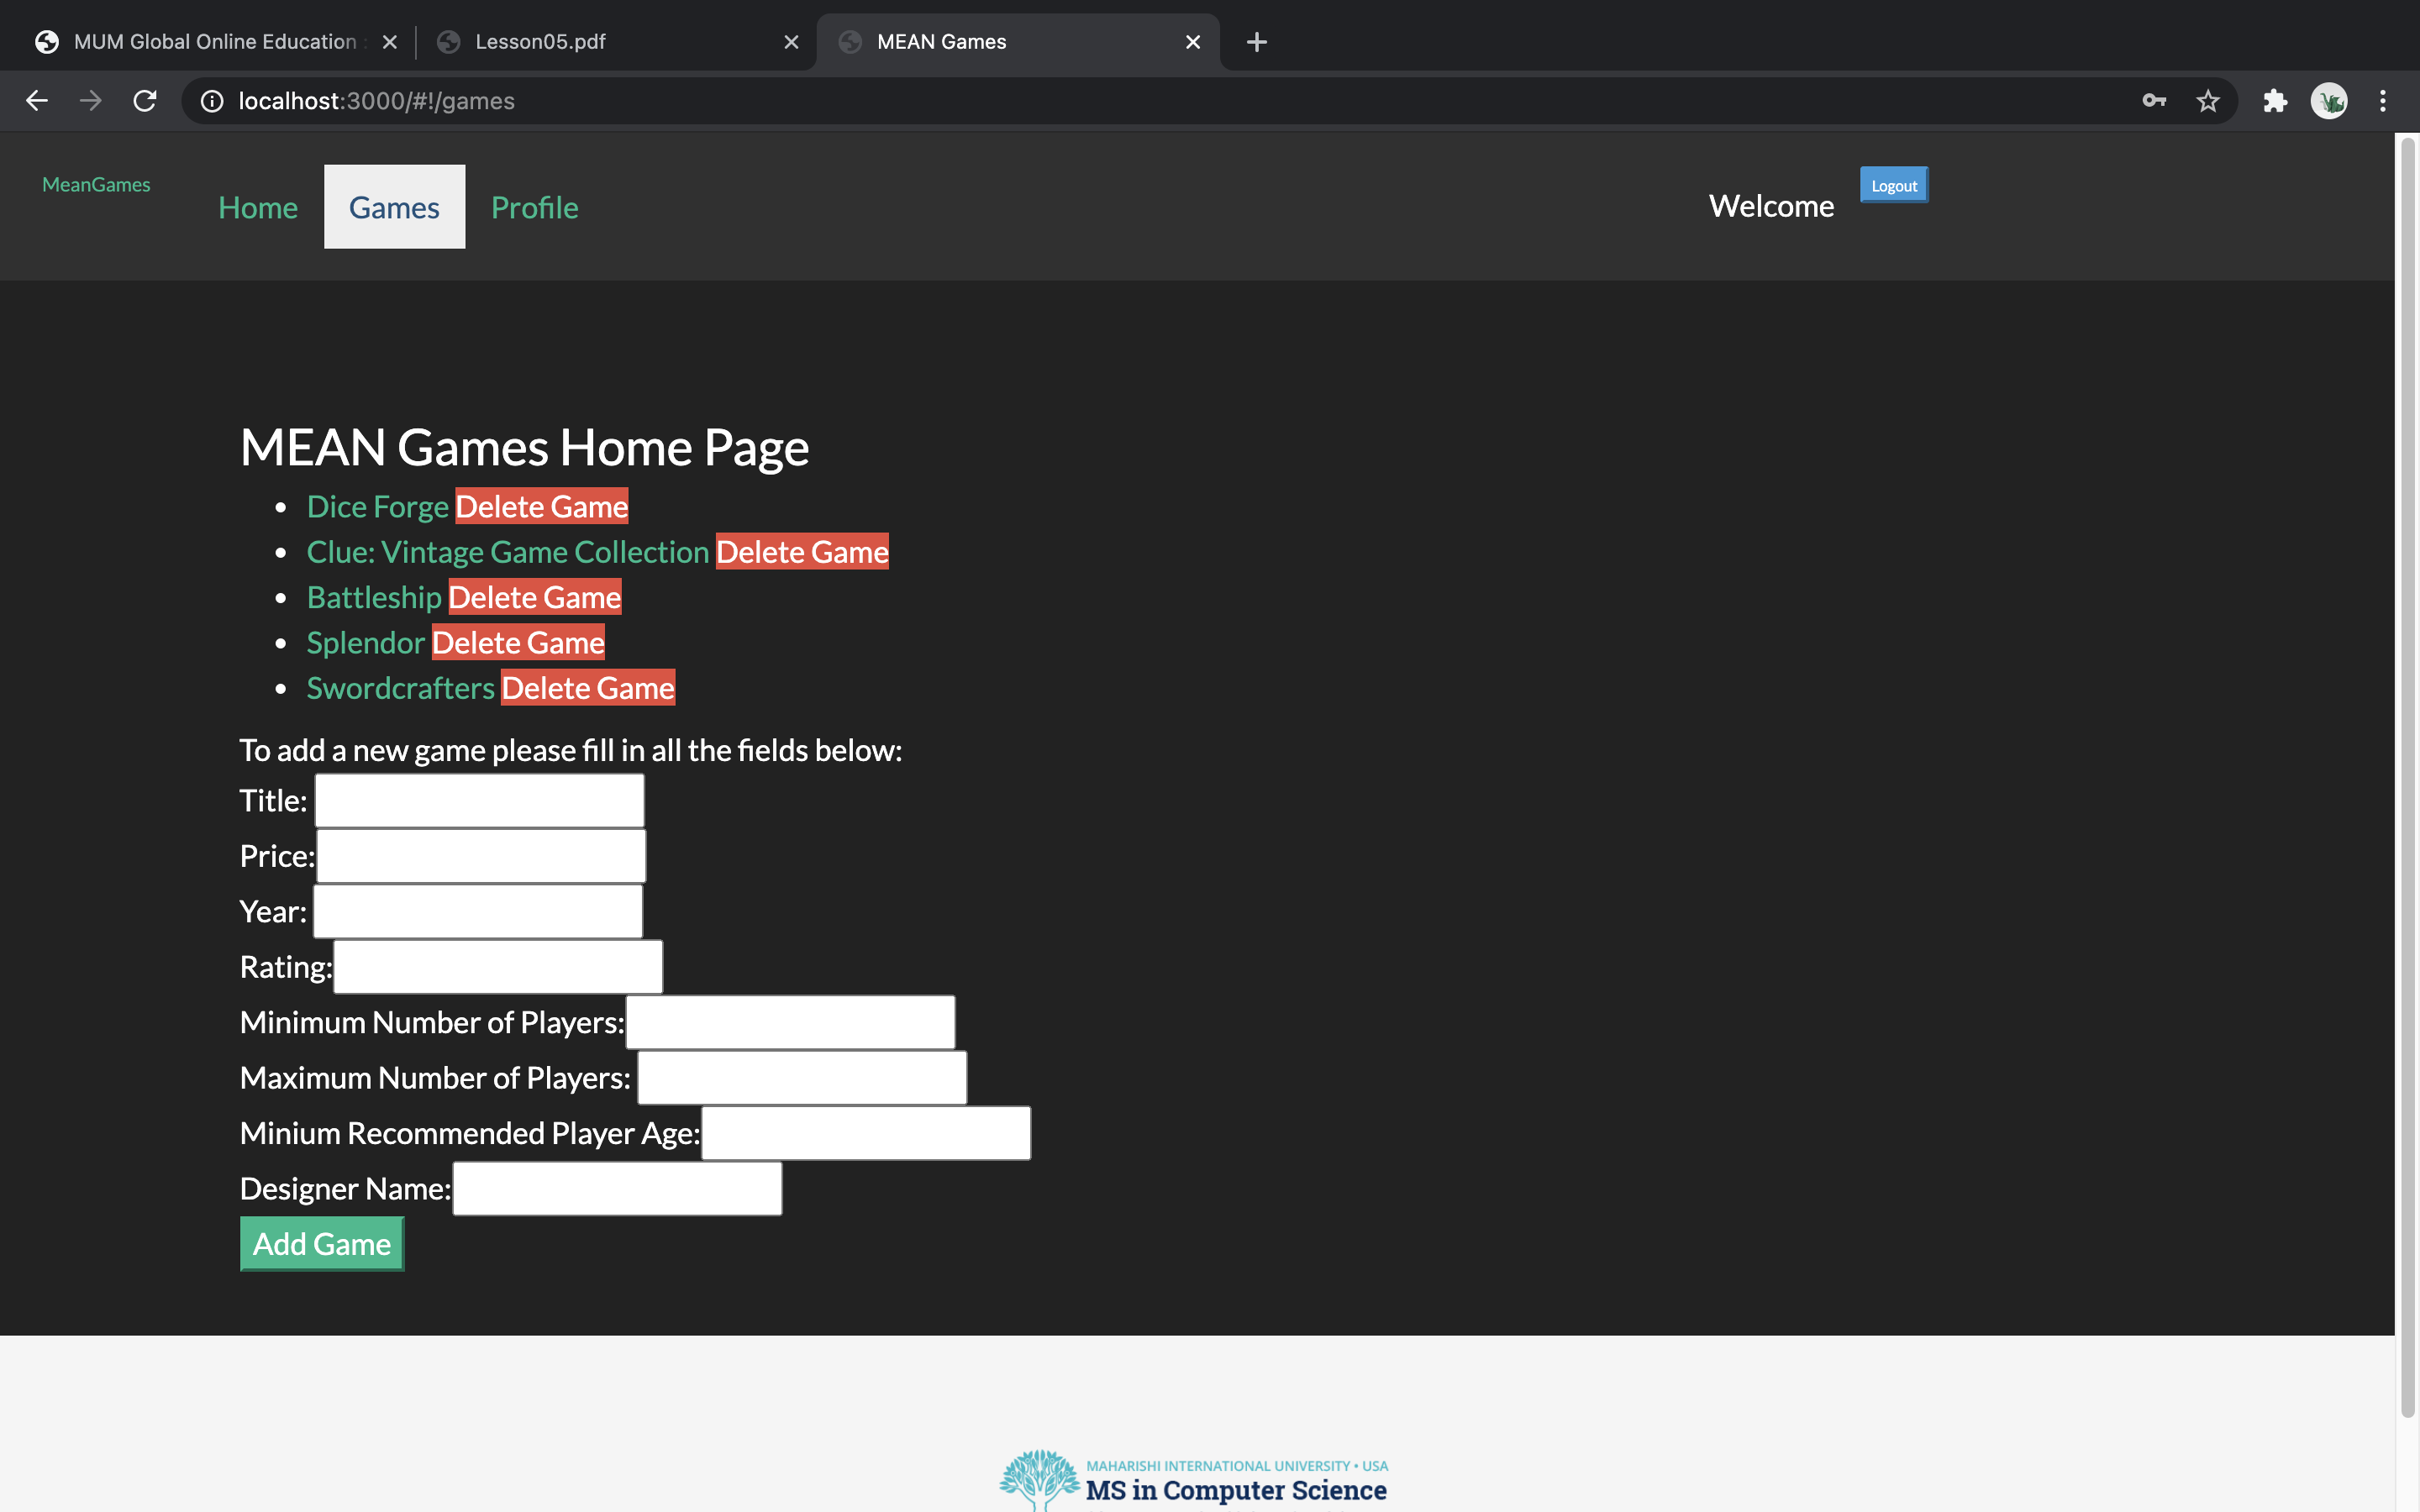 MUM Global Online Education
Lesson05.pdf
MEAN Games
localhost:3000/#!/games
MeanGames
Home
Games
Profile
Welcome
Logout
MEAN Games Home Page
Dice Forge Delete Game
Clue: Vintage Game Collection Delete Game
Battleship Delete Game
Splendor Delete Game
Swordcrafters Delete Game
To add a new game please fill in all the fields below:
Title:
Price:
Year:
Rating:
Minimum Number of Players:
Maximum Number of Players:
Minium Recommended Player Age:
Designer Name:
Add Game
MAHARISHI INTERNATIONAL UNIVERSITY • USA
MS in Computer Science